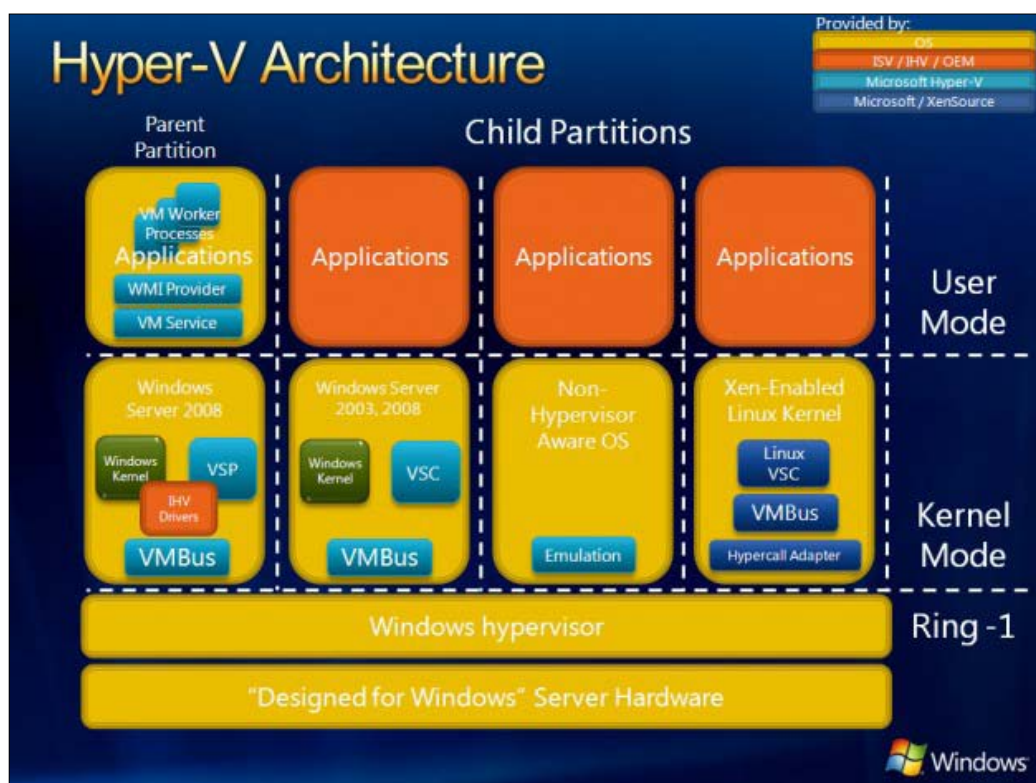 Provided by:
OS
ISV / IHV / OEM
Microsoft Hyper-V
Microsoft / XenSource
Hyper-V Architecture
Parent
Partition
Child Partitions
VM Worker
Processes
Applications
WMI Provider
VM Service
Applications
Applications
Applications
User
Mode
Windows
Server 2008
Windows
Kernel
VSP
IHV
Drivers
VMBus
Windows Server
2003, 2008
Windows
Kernel
VSC
VMBus
Non-
Hypervisor
Aware OS
Emulation
Xen-Enabled
Linux Kernel
Linux
VSC
VMBus
Hypercall Adapter
Kernel
Mode
Windows hypervisor
Ring -1
"Designed for Windows" Server Hardware
Windows